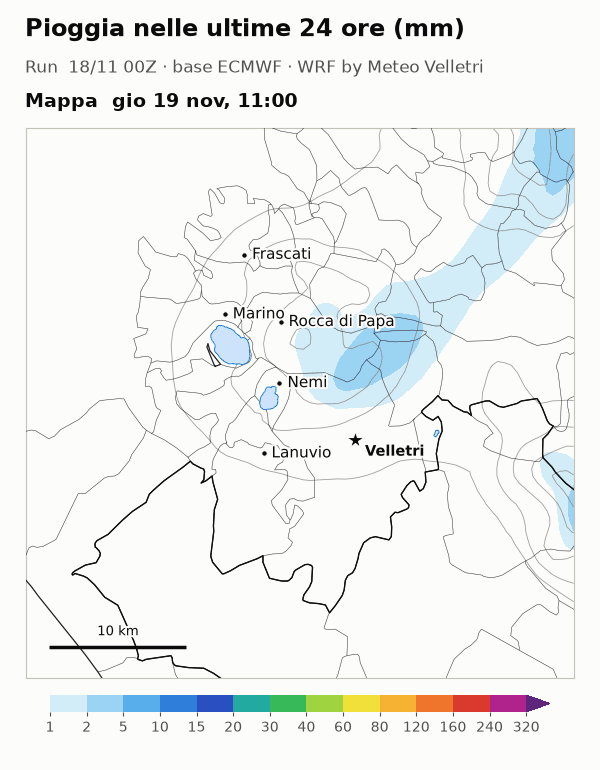 Pioggia nelle ultime 24 ore (mm)
Run  18/11 00Z · base ECMWF · WRF by Meteo Velletri
Mappa  gio 19 nov, 11:00
Frascati
Marino
Rocca di Papa
Nemi
Velletri
Lanuvio
10 km
1 2 5 10 15 20 30 40 60 80 120 160 240 320